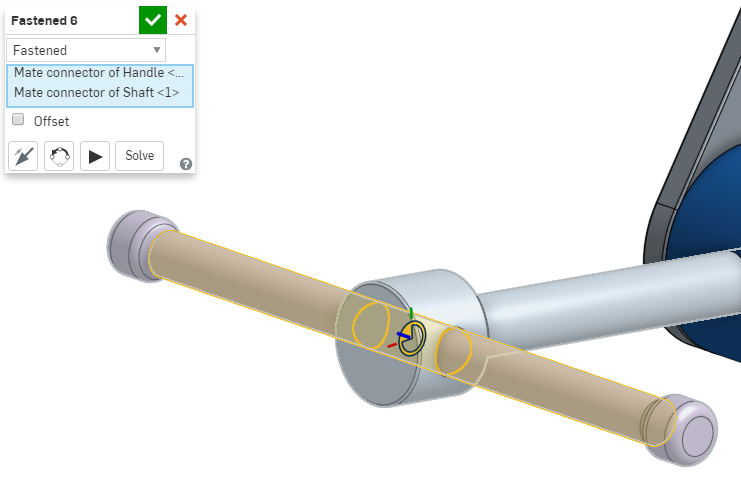 Fastened 6
Fastened
Mate connector of Handle <...
Mate connector of Shaft <1>
Offset
Solve
?